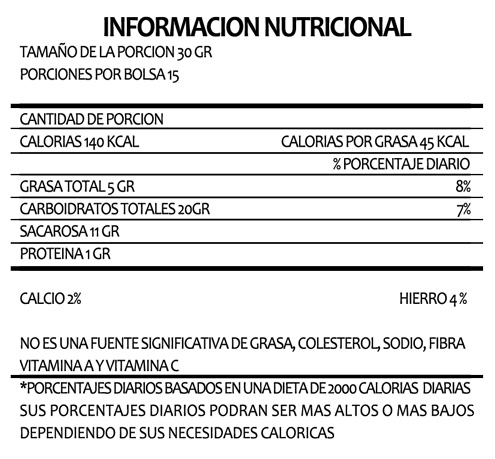 INFORMACION NUTRICIONAL
TAMAÑO DE LA PORCION 30 GR
PORCIONES POR BOLSA 15
CANTIDAD DE PORCION
CALORIAS 140 KCAL CALORIAS POR GRASA 45 KCAL
% PORCENTAJE DIARIO
GRASA TOTAL 5 GR 8%
CARBOIDRATOS TOTALES 20GR 7%
SACAROSA 11 GR
PROTEINA 1 GR
CALCIO 2% HIERRO 4 %
NO ES UNA FUENTE SIGNIFICATIVA DE GRASA, COLESTEROL, SODIO, FIBRA
VITAMINA A Y VITAMINA C
*PORCENTAJES DIARIOS BASADOS EN UNA DIETA DE 2000 CALORIAS DIARIAS
SUS PORCENTAJES DIARIOS PODRAN SER MAS ALTOS O MAS BAJOS
DEPENDIENDO DE SUS NECESIDADES CALORICAS